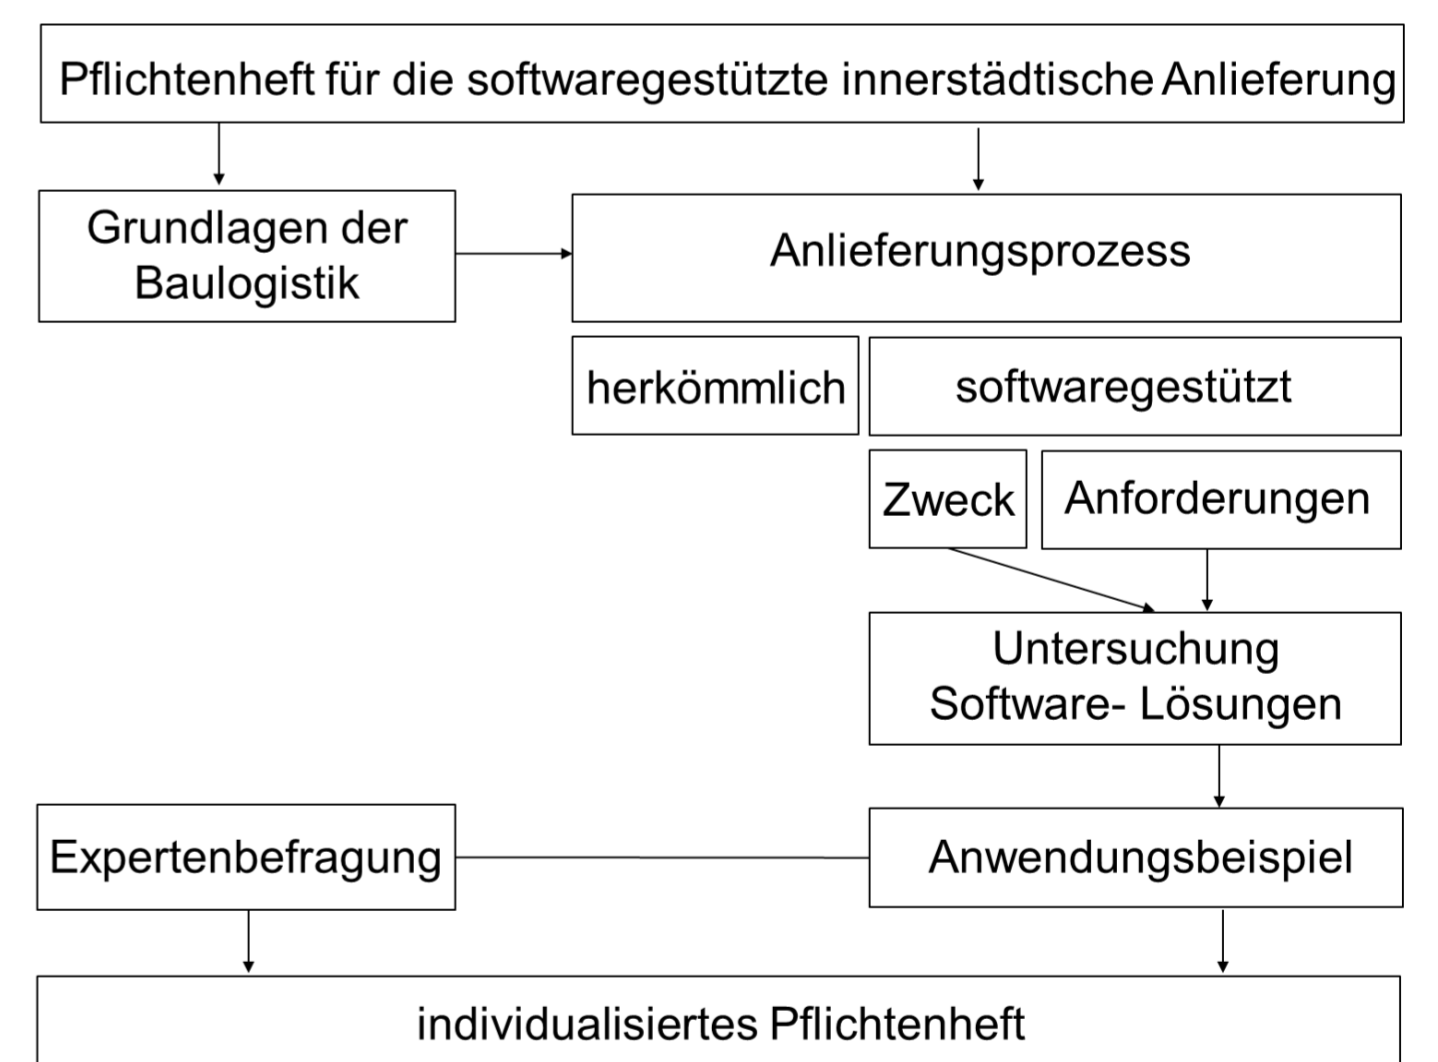 Pflichtenheft für die softwaregestützte innerstädtische Anlieferung
Grundlagen der
Baulogistik
Anlieferungsprozess
herkömmlich
softwaregestützt
Zweck
Anforderungen
Untersuchung
Software- Lösungen
Expertenbefragung
Anwendungsbeispiel
individualisiertes Pflichtenheft